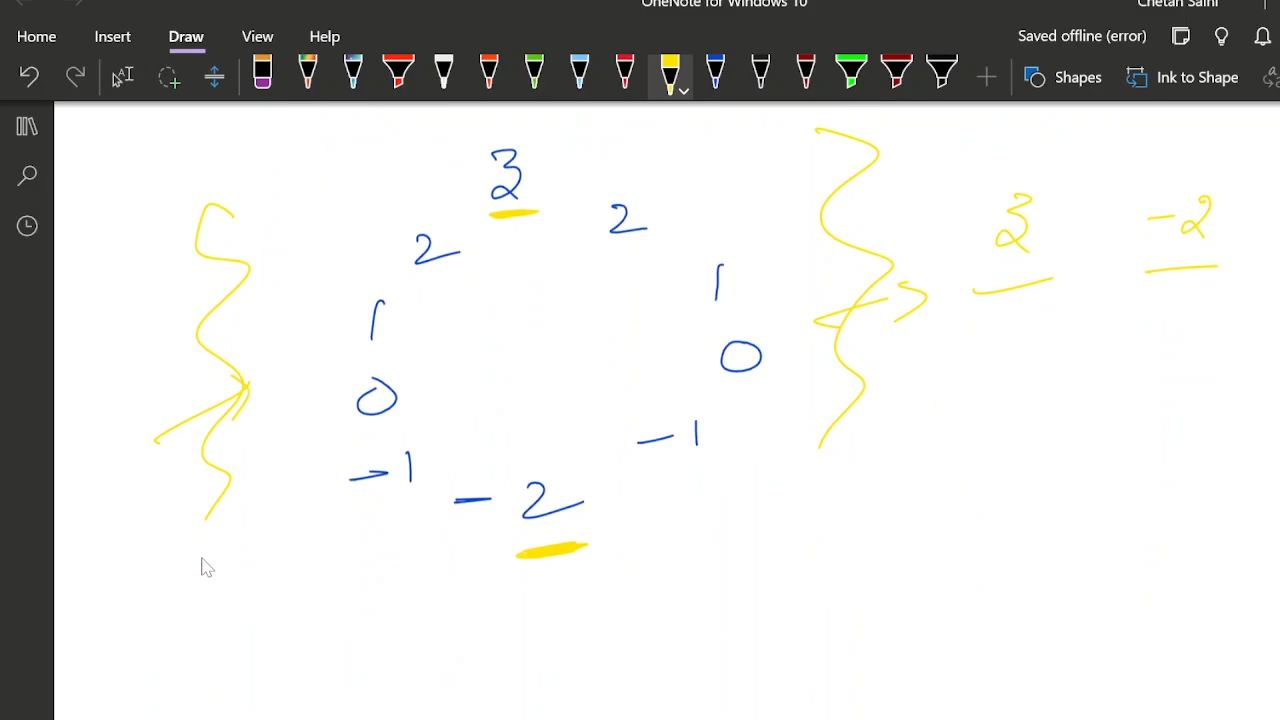 OneNote for Windows 10
Chetan Saini
Home Insert Draw View Help Saved offline (error)
Shapes Ink to Shape
3
2 2
1 1
0 0
-1 -1
-2
3 -2